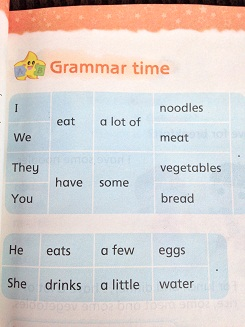 Grammar time
I eat a lot of noodles
We meat
They have some vegetables
You bread
He eats a few eggs
She drinks a little water